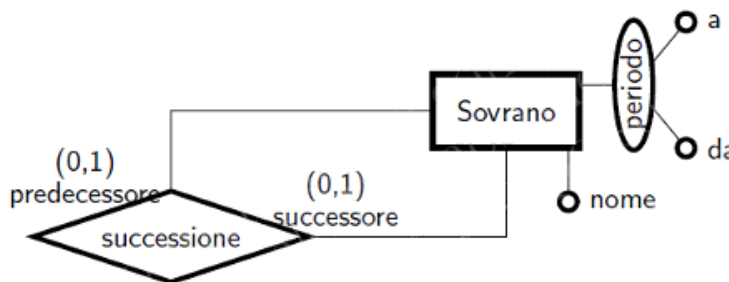 a
periodo
Sovrano
da
(0,1)
predecessore
(0,1)
successore
nome
successione